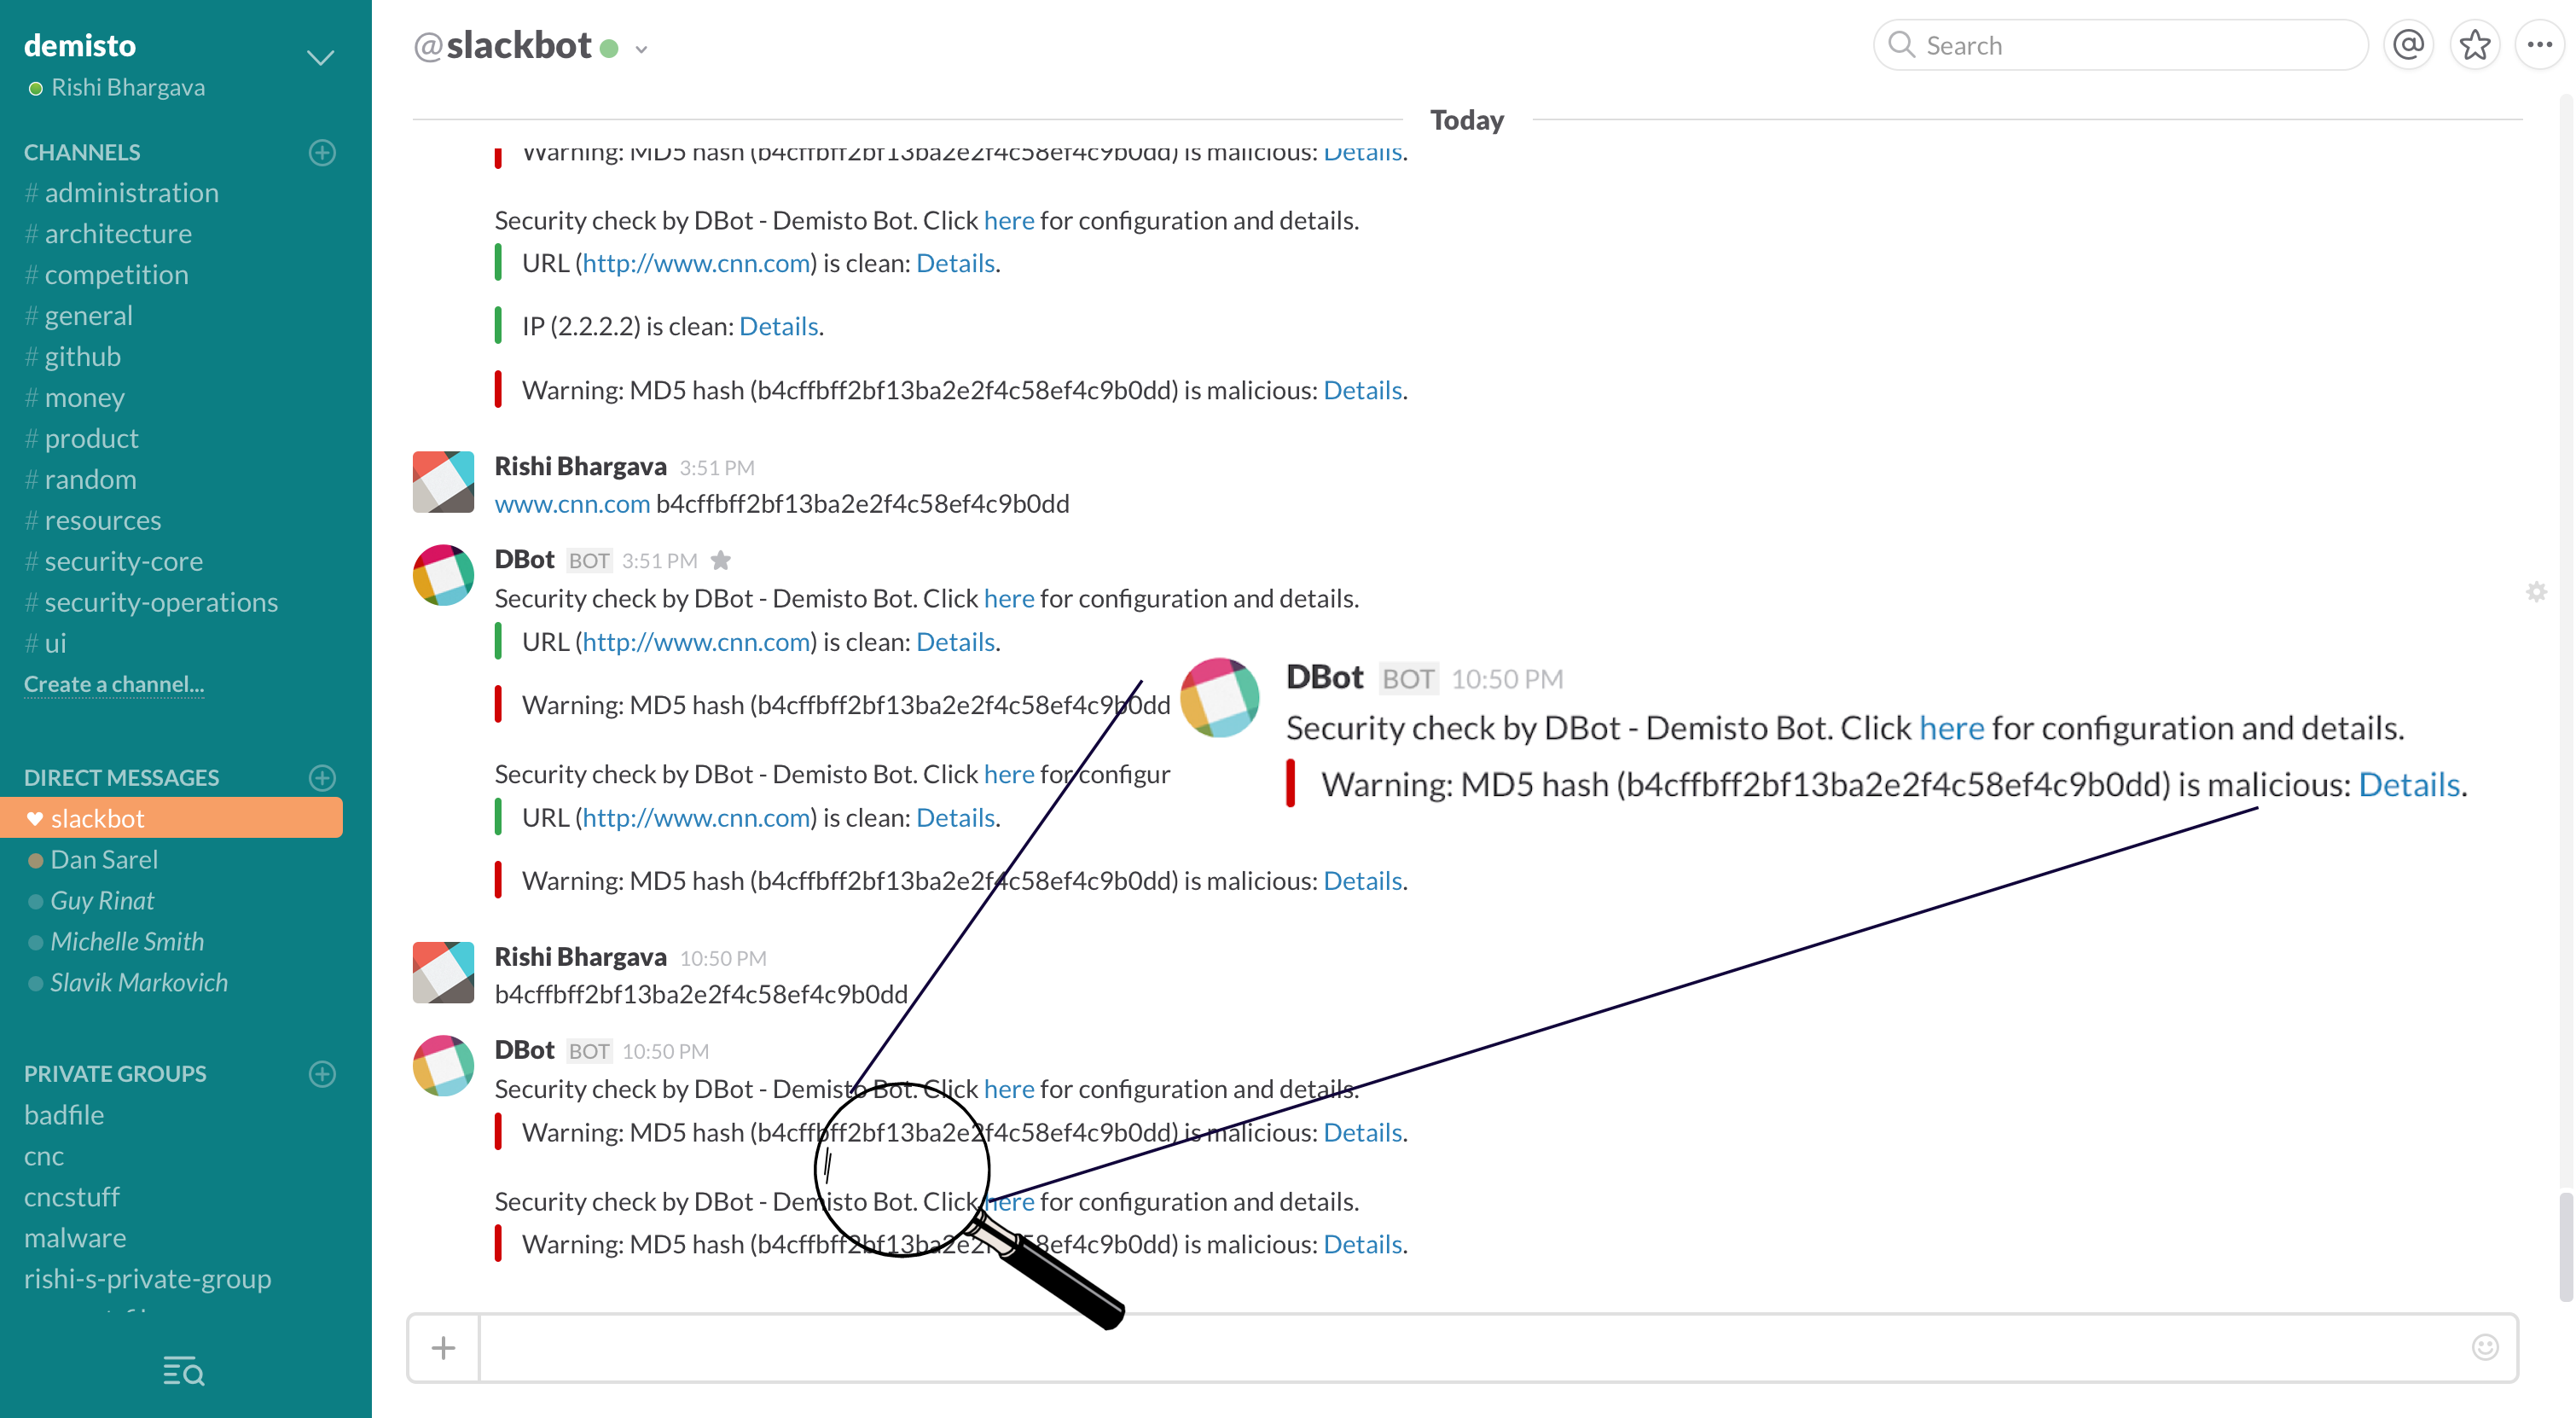 demisto
Rishi Bhargava
CHANNELS
# administration
# architecture
# competition
# general
# github
# money
# product
# random
# resources
# security-core
# security-operations
# ui
Create a channel...
DIRECT MESSAGES
slackbot
Dan Sarel
Guy Rinat
Michelle Smith
Slavik Markovich
PRIVATE GROUPS
badfile
cnc
cncstuff
malware
rishi-s-private-group
@slackbot
Search
Today
Warning: MD5 hash (b4cffbff2bf13ba2e2f4c58ef4c9b0dd) is malicious: Details.
Security check by DBot - Demisto Bot. Click here for configuration and details.
URL (http://www.cnn.com) is clean: Details.
IP (2.2.2.2) is clean: Details.
Warning: MD5 hash (b4cffbff2bf13ba2e2f4c58ef4c9b0dd) is malicious: Details.
Rishi Bhargava 3:51 PM
www.cnn.com b4cffbff2bf13ba2e2f4c58ef4c9b0dd
DBot BOT 3:51 PM
Security check by DBot - Demisto Bot. Click here for configuration and details.
URL (http://www.cnn.com) is clean: Details.
Warning: MD5 hash (b4cffbff2bf13ba2e2f4c58ef4c9b0dd
Security check by DBot - Demisto Bot. Click here for configur
URL (http://www.cnn.com) is clean: Details.
Warning: MD5 hash (b4cffbff2bf13ba2e2f4c58ef4c9b0dd) is malicious: Details.
DBot BOT 10:50 PM
Security check by DBot - Demisto Bot. Click here for configuration and details.
Warning: MD5 hash (b4cffbff2bf13ba2e2f4c58ef4c9b0dd) is malicious: Details.
Rishi Bhargava 10:50 PM
b4cffbff2bf13ba2e2f4c58ef4c9b0dd
DBot BOT 10:50 PM
Security check by DBot - Demisto Bot. Click here for configuration and details.
Warning: MD5 hash (b4cffbff2bf13ba2e2f4c58ef4c9b0dd) is malicious: Details.
Security check by DBot - Demisto Bot. Click here for configuration and details.
Warning: MD5 hash (b4cffbff2bf13ba2e2f4c58ef4c9b0dd) is malicious: Details.